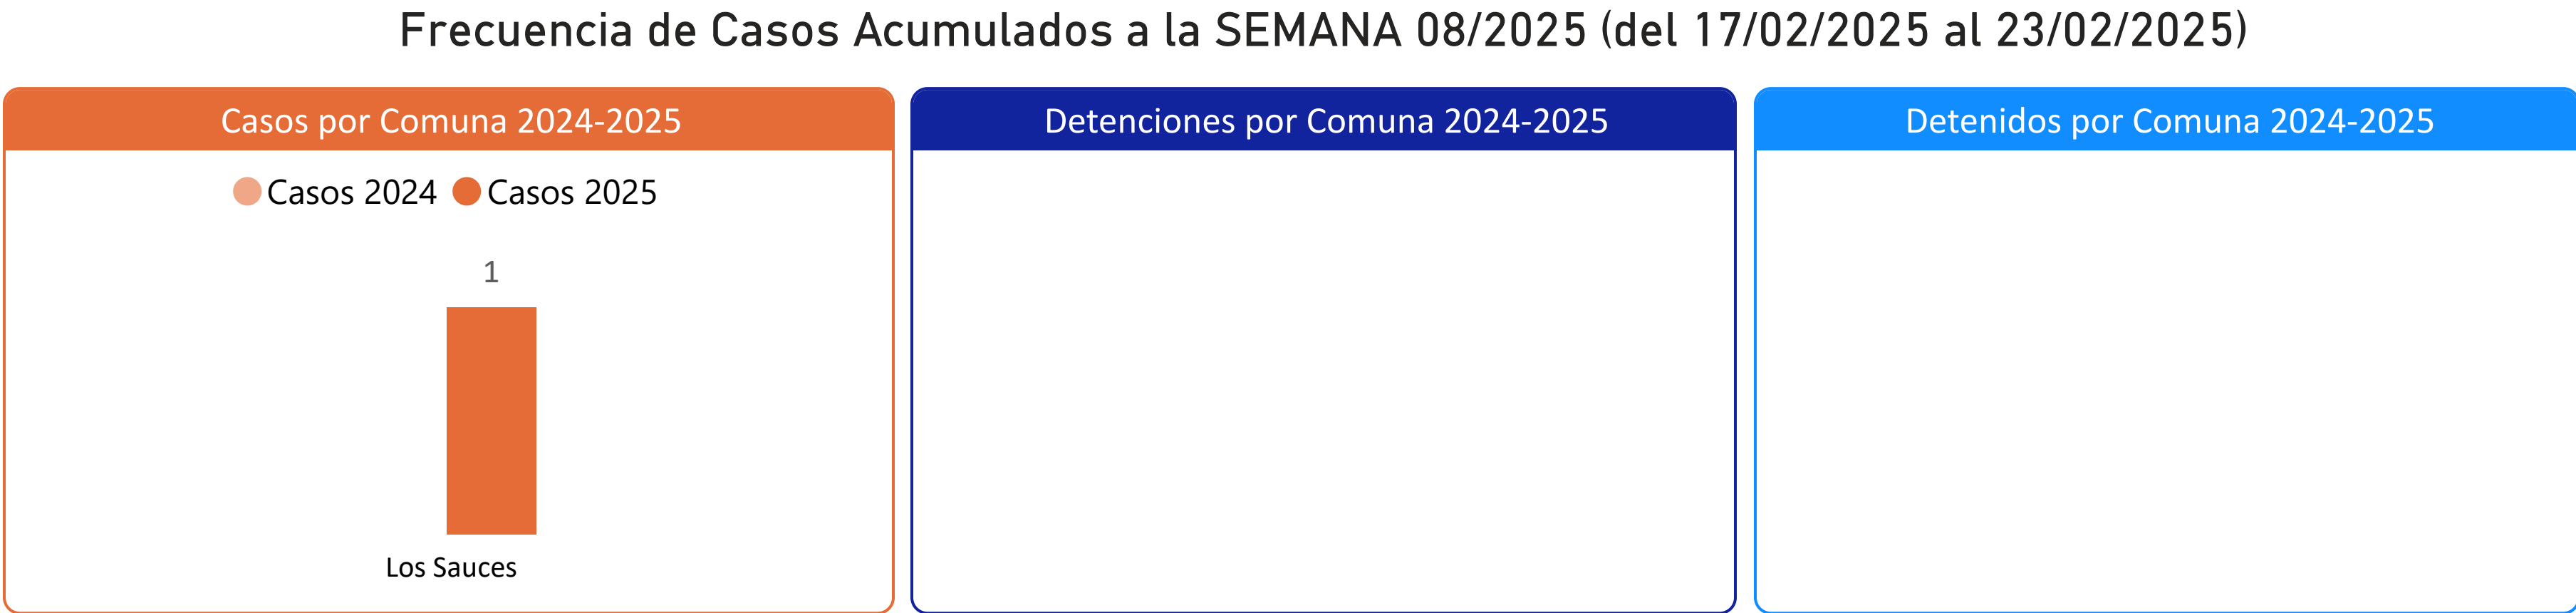 Frecuencia de Casos Acumulados a la SEMANA 08/2025 (del 17/02/2025 al 23/02/2025)
Casos por Comuna 2024-2025
Casos 2024 Casos 2025
1
Los Sauces
Detenciones por Comuna 2024-2025
Detenidos por Comuna 2024-2025